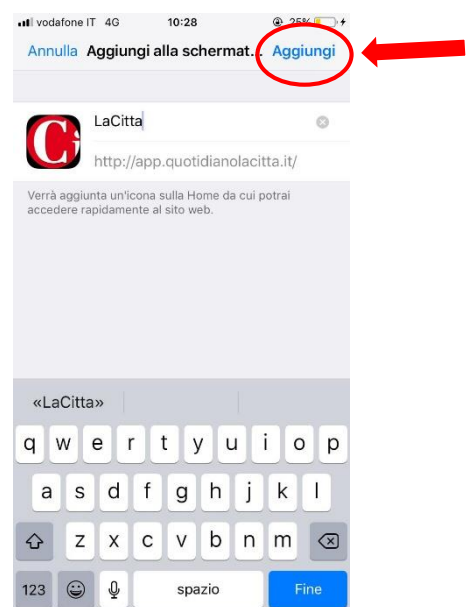 vodafone IT 4G 10:28 25%
Annulla Aggiungi alla schermat... Aggiungi
Ci
LaCitta
http://app.quotidianolacitta.it/
Verrà aggiunta un'icona sulla Home da cui potrai
accedere rapidamente al sito web.
«LaCitta»
q w e r t y u i o p
a s d f g h j k l
z x c v b n m
123 spazio Fine